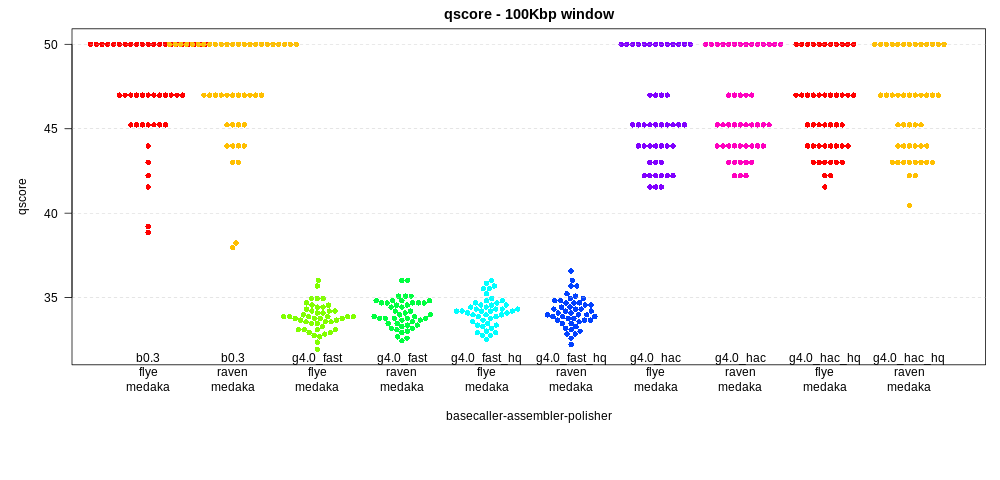 qscore - 100Kbp window
qscore
50
45
40
35
b0.3 b0.3 g4.0_fast g4.0_fast g4.0_fast_hq g4.0_fast_hq g4.0_hac g4.0_hac g4.0_hac_hq g4.0_hac_hq
flye raven flye raven flye raven flye raven flye raven
medaka medaka medaka medaka medaka medaka medaka medaka medaka medaka
basecaller-assembler-polisher